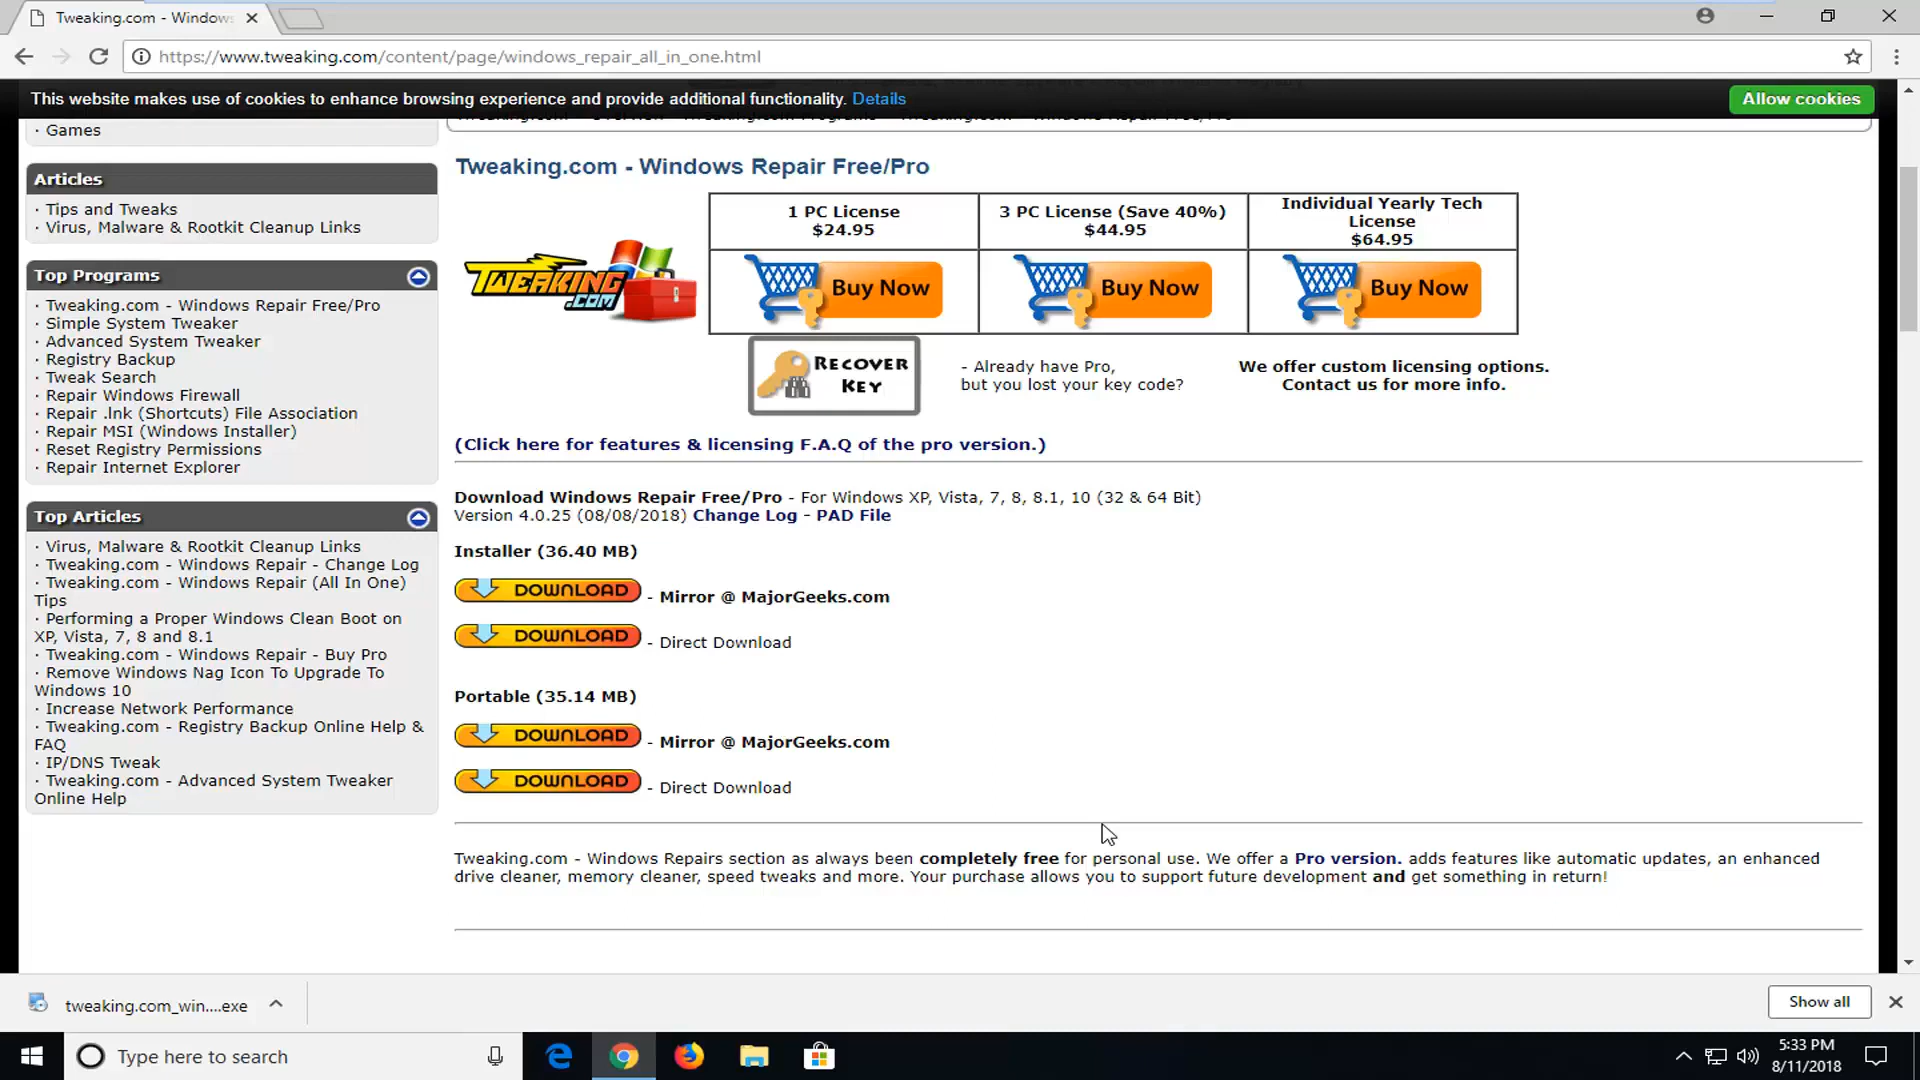 Tweaking.com - Windows
https://www.tweaking.com/content/page/windows_repair_all_in_one.html
This website makes use of cookies to enhance browsing experience and provide additional functionality. Details
Allow cookies
· Games
Articles
· Tips and Tweaks
· Virus, Malware & Rootkit Cleanup Links
Top Programs
· Tweaking.com - Windows Repair Free/Pro
· Simple System Tweaker
· Advanced System Tweaker
· Registry Backup
· Tweak Search
· Repair Windows Firewall
· Repair .lnk (Shortcuts) File Association
· Repair MSI (Windows Installer)
· Reset Registry Permissions
· Repair Internet Explorer
Top Articles
· Virus, Malware & Rootkit Cleanup Links
· Tweaking.com - Windows Repair - Change Log
· Tweaking.com - Windows Repair (All In One)
Tips
· Performing a Proper Windows Clean Boot on
XP, Vista, 7, 8 and 8.1
· Tweaking.com - Windows Repair - Buy Pro
· Remove Windows Nag Icon To Upgrade To
Windows 10
· Increase Network Performance
· Tweaking.com - Registry Backup Online Help &
FAQ
· IP/DNS Tweak
· Tweaking.com - Advanced System Tweaker
Online Help
Tweaking.com - Windows Repair Free/Pro
TWEAKING
.COM
1 PC License
$24.95
3 PC License (Save 40%)
$44.95
Individual Yearly Tech
License
$64.95
Buy Now
Buy Now
Buy Now
RECOVER
KEY
- Already have Pro,
but you lost your key code?
We offer custom licensing options.
Contact us for more info.
(Click here for features & licensing F.A.Q of the pro version.)
Download Windows Repair Free/Pro - For Windows XP, Vista, 7, 8, 8.1, 10 (32 & 64 Bit)
Version 4.0.25 (08/08/2018) Change Log - PAD File
Installer (36.40 MB)
DOWNLOAD - Mirror @ MajorGeeks.com
DOWNLOAD - Direct Download
Portable (35.14 MB)
DOWNLOAD - Mirror @ MajorGeeks.com
DOWNLOAD - Direct Download
Tweaking.com - Windows Repairs section as always been completely free for personal use. We offer a Pro version. adds features like automatic updates, an enhanced
drive cleaner, memory cleaner, speed tweaks and more. Your purchase allows you to support future development and get something in return!
tweaking.com_win....exe
Show all
Type here to search
5:33 PM
8/11/2018